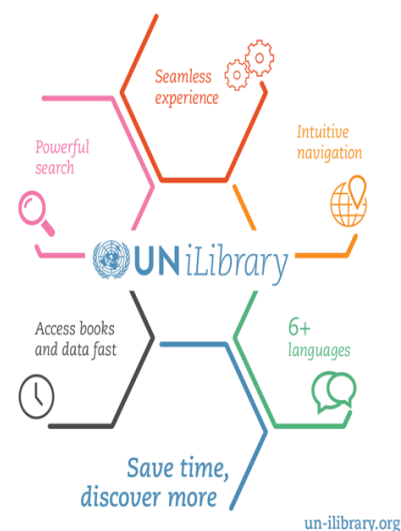 Seamless
experience
Powerful
search
Intuitive
navigation
UN iLibrary
Access books
and data fast
6+
languages
Save time,
discover more
un-ilibrary.org